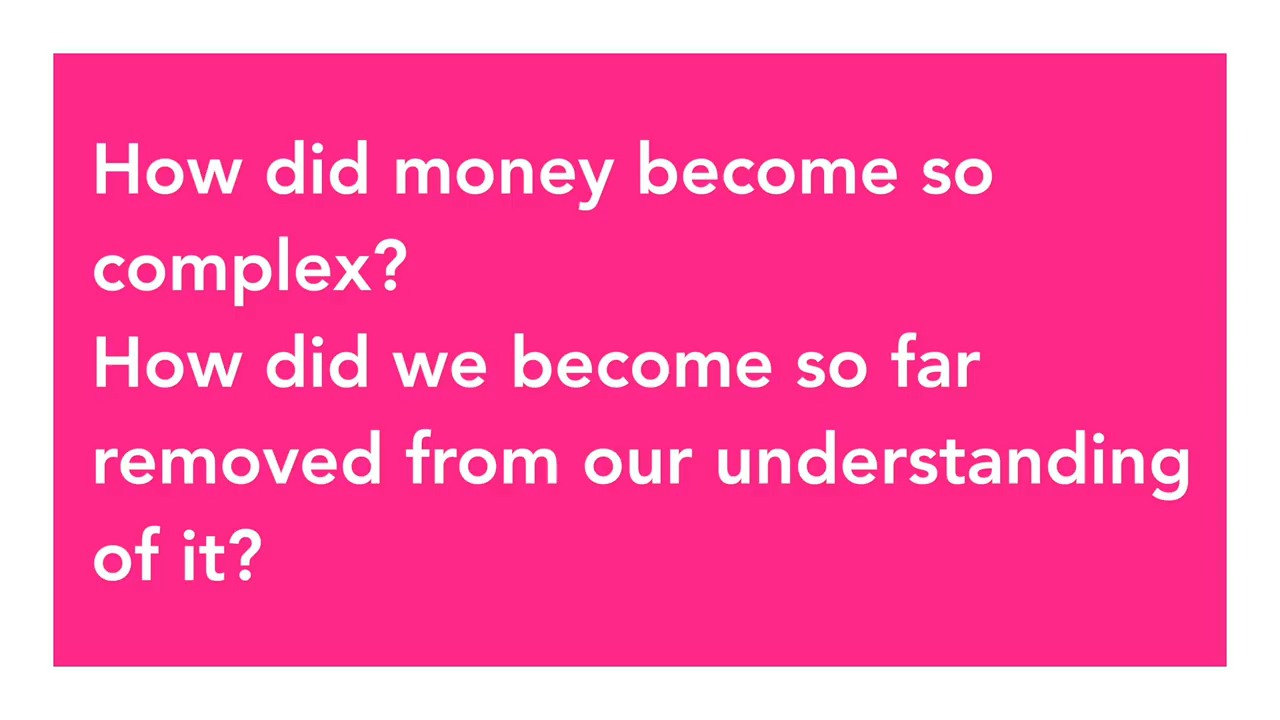 How did money become so
complex?
How did we become so far
removed from our understanding
of it?